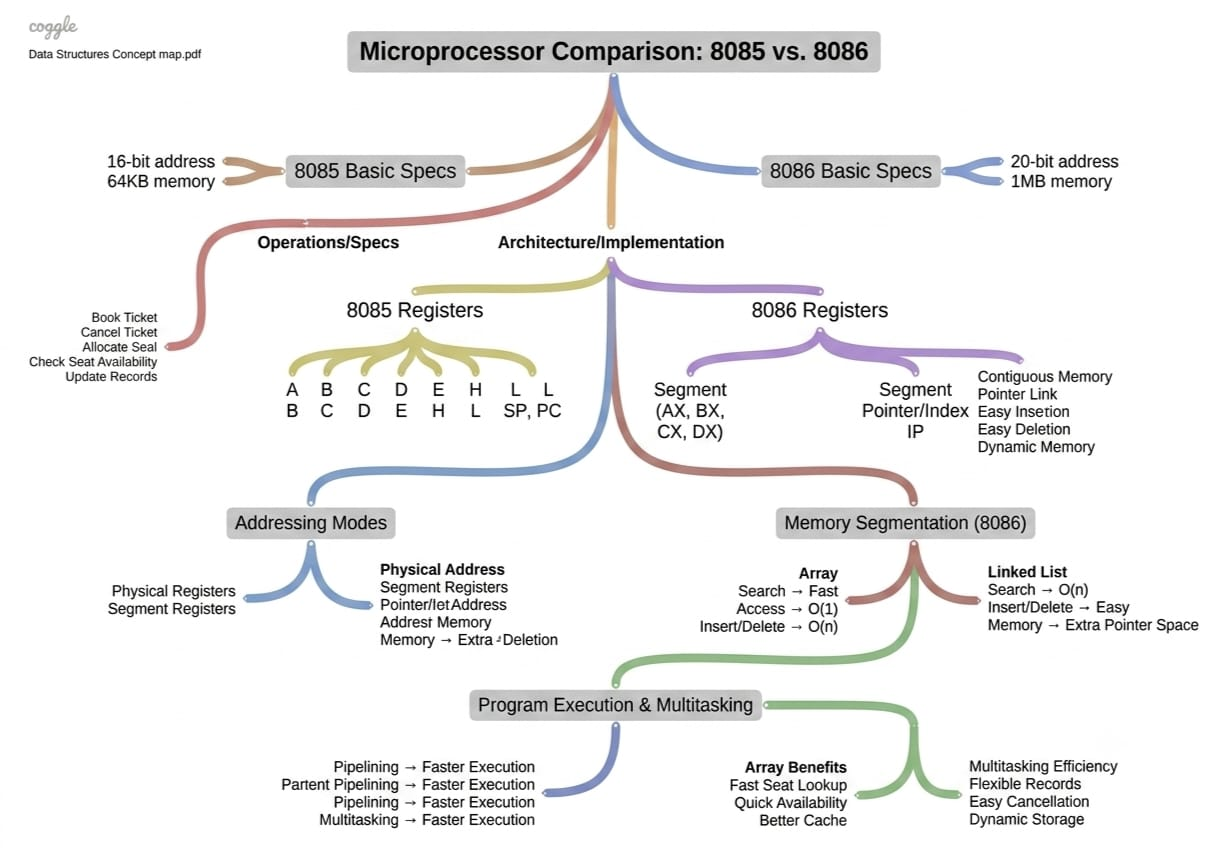 coggle
Data Structures Concept map.pdf
Microprocessor Comparison: 8085 vs. 8086
16-bit address
64KB memory
8085 Basic Specs
8086 Basic Specs
20-bit address
1MB memory
Operations/Specs
Architecture/Implementation
Book Ticket
Cancel Ticket
Allocate Seal
Check Seat Availability
Update Records
8085 Registers
A B C D E H L L
B C D E H L SP, PC
8086 Registers
Segment
(AX, BX,
CX, DX)
Segment
Pointer/Index
IP
Contiguous Memory
Pointer Link
Easy Insetion
Easy Deletion
Dynamic Memory
Addressing Modes
Physical Registers
Segment Registers
Physical Address
Segment Registers
Address
Memory
Memory → Extra Deletion
Memory Segmentation (8086)
Array
Search → Fast
Access → O(1)
Insert/Delete → O(n)
Linked List
Search → O(n)
Insert/Delete → Easy
Memory → Extra Pointer Space
Program Execution & Multitasking
Pipelining → Faster Execution
Partent Pipelining → Faster Execution
Pipelining → Faster Execution
Multitasking → Faster Execution
Array Benefits
Fast Seat Lookup
Quick Availability
Better Cache
Multitasking Efficiency
Flexible Records
Easy Cancellation
Dynamic Storage